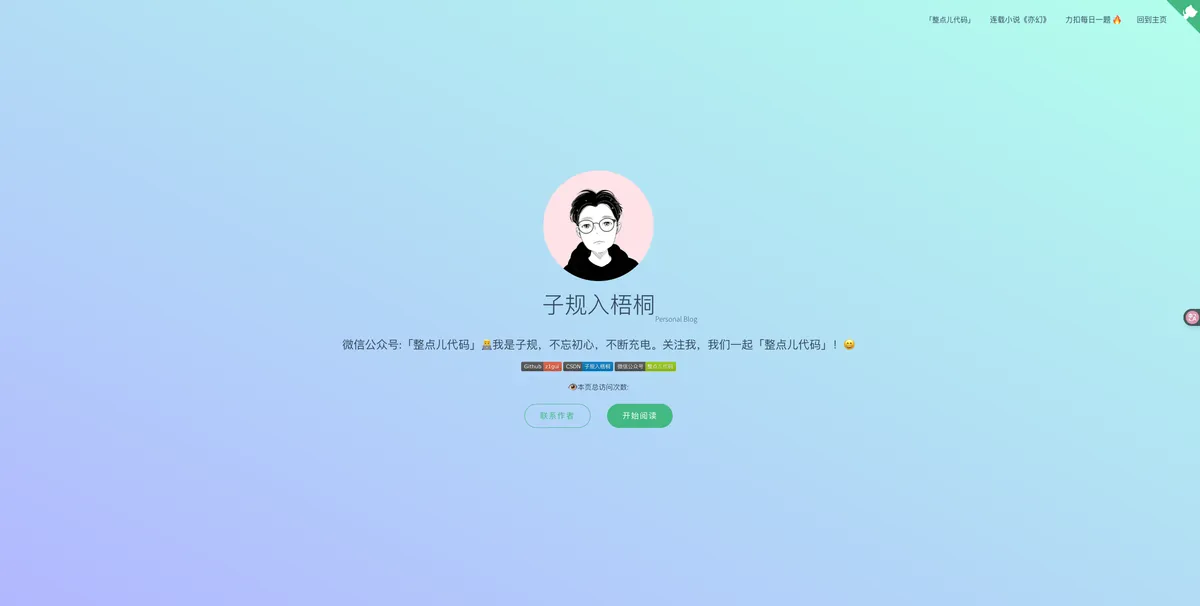 「整点儿代码」 连载小说《亦幻》 力扣每日一题🔥 回到主页
子规入梧桐
Personal Blog
微信公众号:「整点儿代码」我是子规，不忘初心，不断充电。关注我，我们一起「整点儿代码」! 😄
Github x1gui CSDN 子规入梧桐 微信公众号 整点儿代码
👁️本页总访问次数:
联系作者 开始阅读